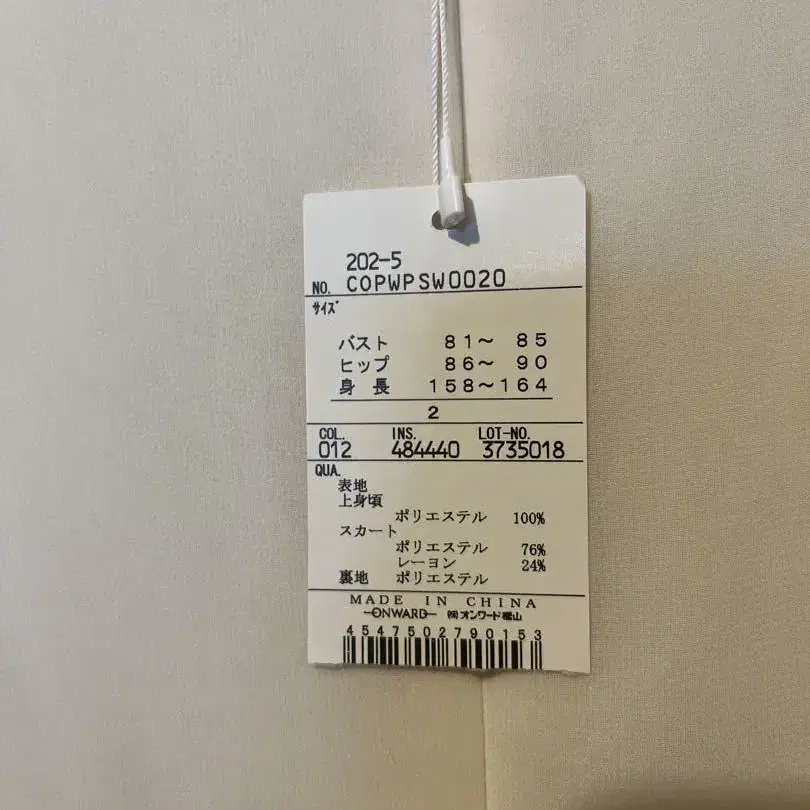 202-5
NO. COPWPSW0020
サイズ
バスト 81～ 85
ヒップ 86～ 90
身 長 158～164
2
COL. INS. LOT-NO.
012 484440 3735018
QUA.
表地
上身頃
ポリエステル 100%
スカート
ポリエステル 76%
レーヨン 24%
裏地 ポリエステル
MADE IN CHINA
ONWARD ㈱オンワード樫山
4547502790153